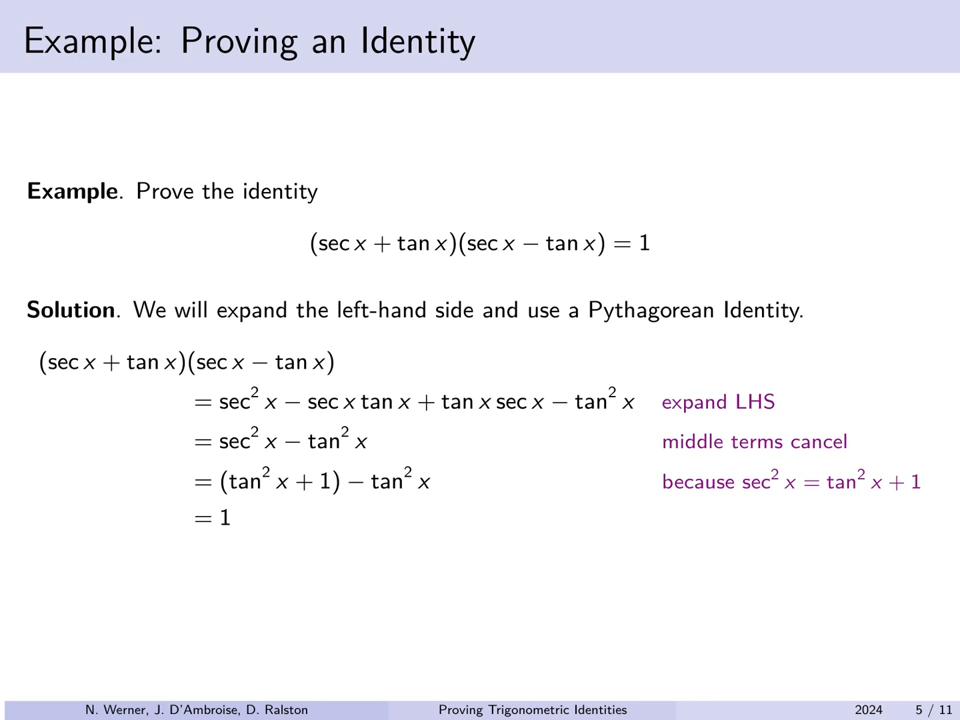 Example: Proving an Identity
Example. Prove the identity
(sec x + tan x)(sec x − tan x) = 1
Solution. We will expand the left-hand side and use a Pythagorean Identity.
(sec x + tan x)(sec x − tan x)
= sec² x − sec x tan x + tan x sec x − tan² x expand LHS
= sec² x − tan² x middle terms cancel
= (tan² x + 1) − tan² x because sec² x = tan² x + 1
= 1
N. Werner, J. D'Ambroise, D. Ralston Proving Trigonometric Identities 2024 5 / 11